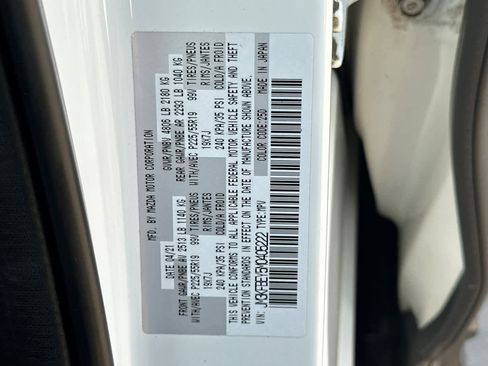 MFD. BY MAZDA MOTOR CORPORATION
DATE 04/21 GVWR/PNBV 4806 LB 2180 KG
FRONT GAWR/PNBE AV 2513 LB 1140 KG REAR GAWR/PNBE AR 2293 LB 1040 KG
WITH/AVEC P225/55R19 99V TIRES/PNEUS WITH/AVEC P225/55R19 99V TIRES/PNEUS
19X7J RIMS/JANTES 19X7J RIMS/JANTES
240 KPA/35 PSI COLD/A FROID 240 KPA/35 PSI COLD/A FROID
THIS VEHICLE CONFORMS TO ALL APPLICABLE FEDERAL MOTOR VEHICLE SAFETY AND THEFT
PREVENTION STANDARDS IN EFFECT ON THE DATE OF MANUFACTURE SHOWN ABOVE.
VIN: TYPE: MPV COLOR CODE: 25D MADE IN JAPAN